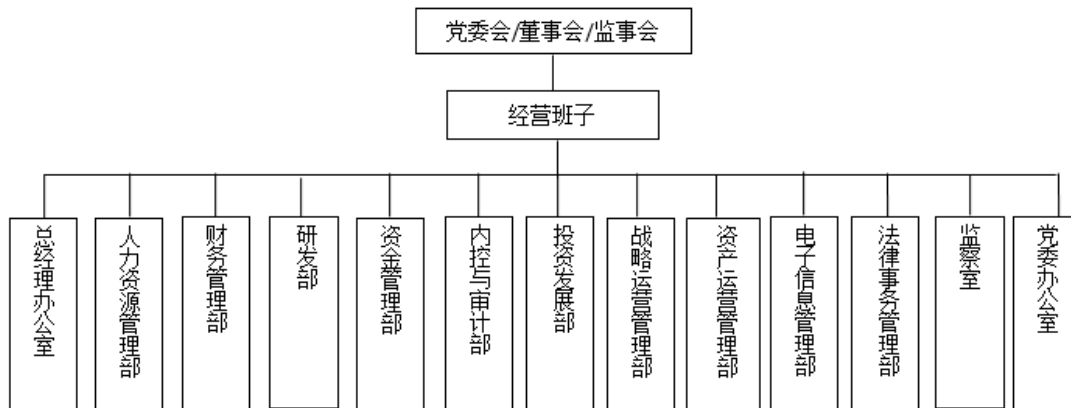 党委会/董事会/监事会
经营班子
总经理办公室
人力资源管理部
财务管理部
研发部
资金管理部
内控与审计部
投资发展部
战略运营管理部
资产运营管理部
电子信息管理部
法律事务管理部
监察室
党委办公室